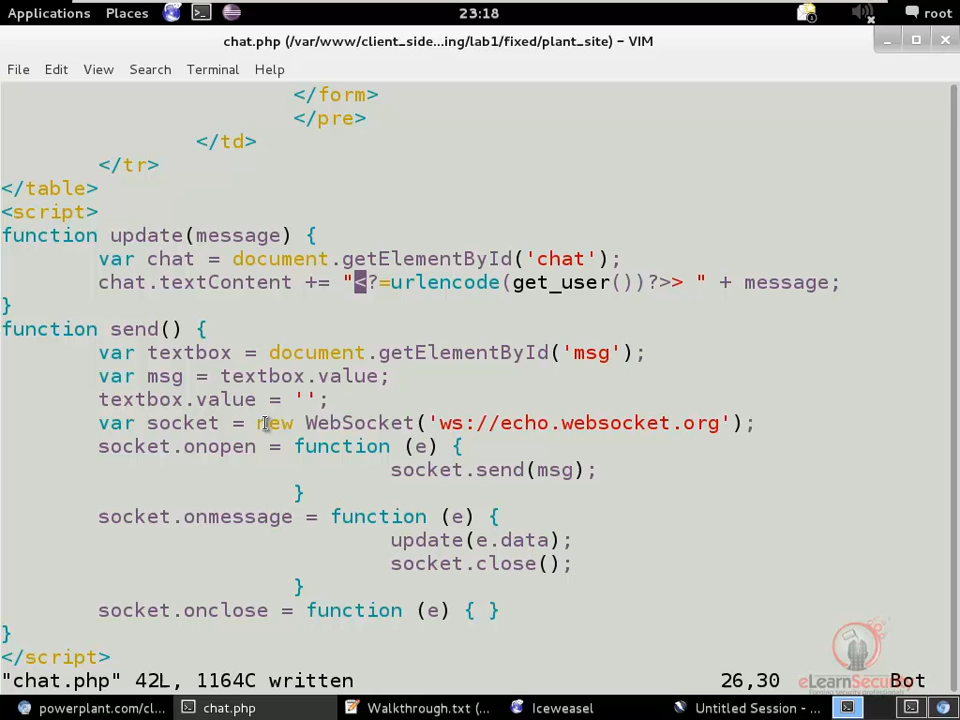 Applications Places 23:18 root
chat.php (/var/www/client_side...ing/lab1/fixed/plant_site) – VIM
File Edit View Search Terminal Help
</form>
</pre>
</td>
</tr>
</table>
<script>
function update(message) {
var chat = document.getElementById('chat');
chat.textContent += "<?=urlencode(get_user())?>> " + message;
}
function send() {
var textbox = document.getElementById('msg');
var msg = textbox.value;
textbox.value = '';
var socket = new WebSocket('ws://echo.websocket.org');
socket.onopen = function (e) {
socket.send(msg);
}
socket.onmessage = function (e) {
update(e.data);
socket.close();
}
socket.onclose = function (e) { }
}
</script>
"chat.php" 42L, 1164C written 26,30 Bot
eLearnSecurity
powerplant.com/cl... chat.php Walkthrough.txt (... Iceweasel Untitled Session - ...